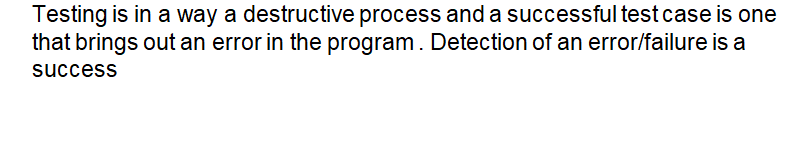 Testing is in a way a destructive process and a successful test case is one
that brings out an error in the program . Detection of an error/failure is a
success